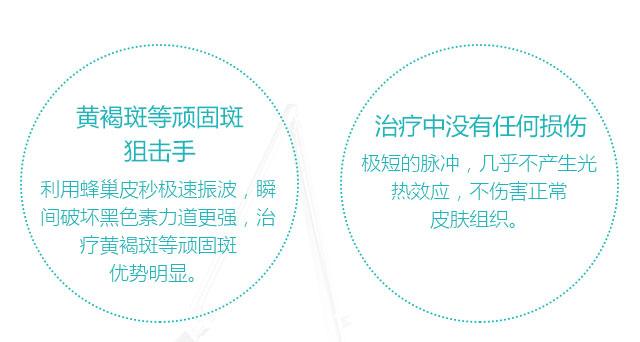 黄褐斑等顽固斑
狙击手
利用蜂巢皮秒极速振波，瞬
间破坏黑色素力道更强，治
疗黄褐斑等顽固斑
优势明显。
治疗中没有任何损伤
极短的脉冲，几乎不产生光
热效应，不伤害正常
皮肤组织。